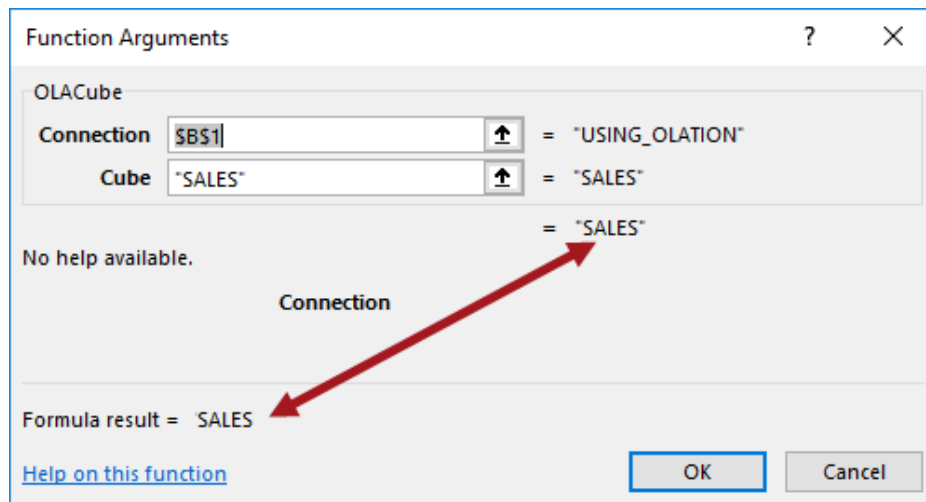 Function Arguments ? X
OLACube
Connection $B$1 = "USING_OLATION"
Cube "SALES" = "SALES"
= "SALES"
No help available.
Connection
Formula result = SALES
Help on this function OK Cancel